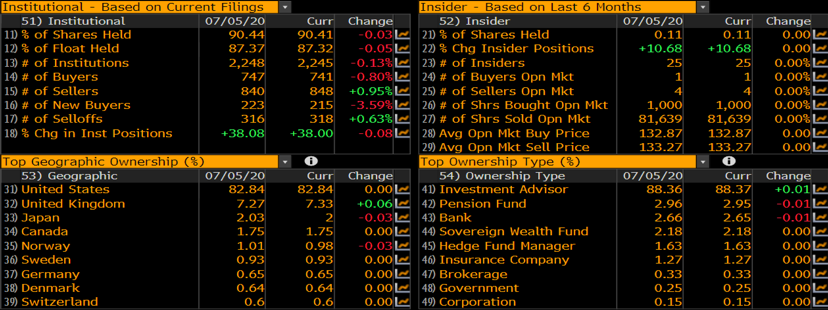 Institutional - Based on Current Filings
51) Institutional 07/05/20 Curr Change
11) % of Shares Held 90.44 90.41 -0.03
12) % of Float Held 87.37 87.32 -0.05
13) # of Institutions 2,248 2,245 -0.13%
14) # of Buyers 747 741 -0.80%
15) # of Sellers 840 848 +0.95%
16) # of New Buyers 223 215 -3.59%
17) # of Selloffs 316 318 +0.63%
18) % Chg in Inst Positions +38.08 +38.00 -0.08
Insider - Based on Last 6 Months
52) Insider 07/05/20 Curr Change
21) % of Shares Held 0.11 0.11 0.00
22) % Chg Insider Positions +10.68 +10.68 0.00
23) # of Insiders 25 25 0.00%
24) # of Buyers Opn Mkt 1 1 0.00%
25) # of Sellers Opn Mkt 4 4 0.00%
26) # of Shrs Bought Opn Mkt 1,000 1,000 0.00%
27) # of Shrs Sold Opn Mkt 81,639 81,639 0.00%
28) Avg Opn Mkt Buy Price 132.87 132.87 0.00
29) Avg Opn Mkt Sell Price 133.27 133.27 0.00
Top Geographic Ownership (%)
53) Geographic 07/05/20 Curr Change
31) United States 82.84 82.84 0.00
32) United Kingdom 7.27 7.33 +0.06
33) Japan 2.03 2 -0.03
34) Canada 1.75 1.75 0.00
35) Norway 1.01 0.98 -0.03
36) Sweden 0.93 0.93 0.00
37) Germany 0.65 0.65 0.00
38) Denmark 0.64 0.64 0.00
39) Switzerland 0.6 0.6 0.00
Top Ownership Type (%)
54) Ownership Type 07/05/20 Curr Change
41) Investment Advisor 88.36 88.37 +0.01
42) Pension Fund 2.96 2.95 -0.01
43) Bank 2.66 2.65 -0.01
44) Sovereign Wealth Fund 2.18 2.18 0.00
45) Hedge Fund Manager 1.63 1.63 0.00
46) Insurance Company 1.27 1.27 0.00
47) Brokerage 0.33 0.33 0.00
48) Government 0.25 0.25 0.00
49) Corporation 0.15 0.15 0.00